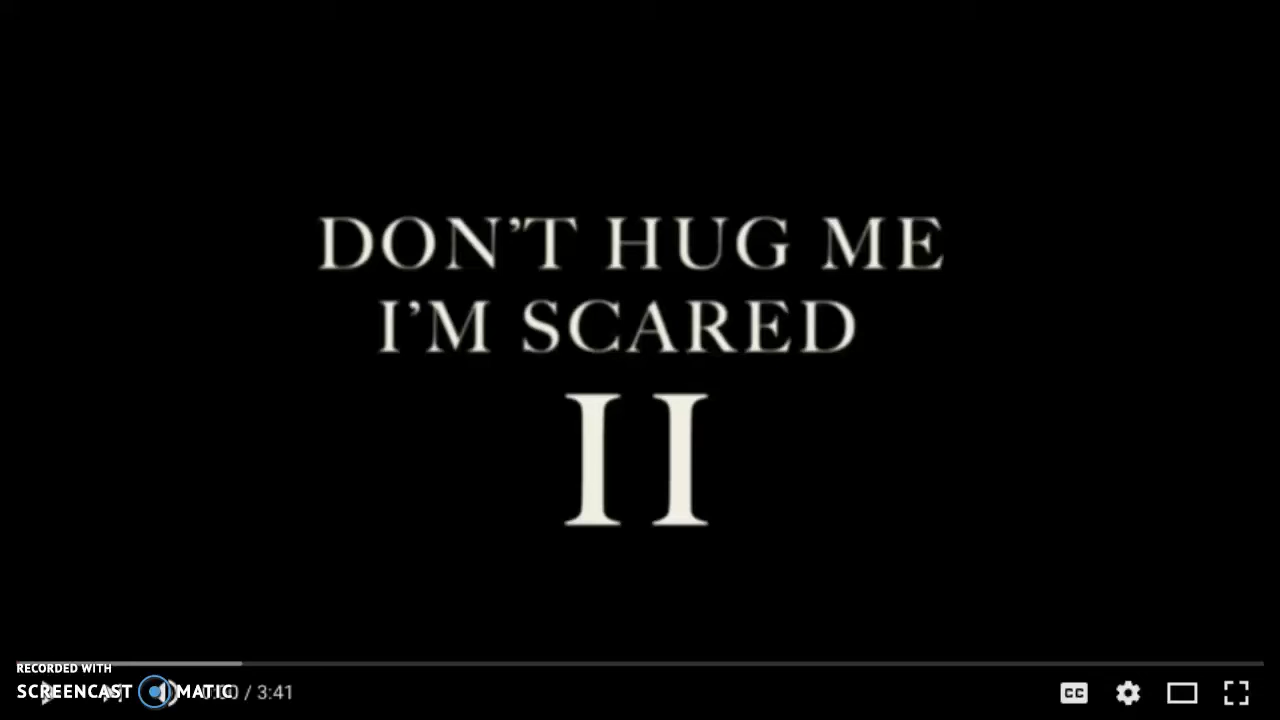 DON'T HUG ME
I'M SCARED
II
RECORDED WITH
SCREENCAST MATIC
/ 3:41
CC